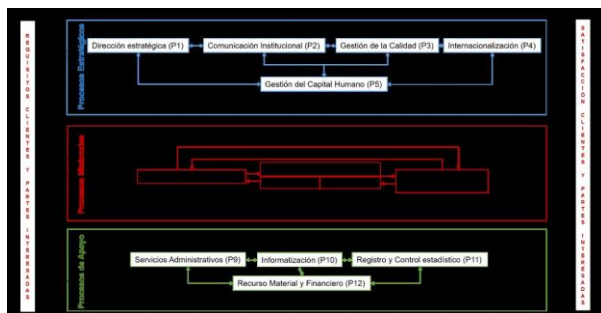 REQUISITOS CLIENTES Y PARTES INTERESADAS
Procesos Estratégicos
Dirección estratégica (P1)
Comunicación Institucional (P2)
Gestión de la Calidad (P3)
Internacionalización (P4)
Gestión del Capital Humano (P5)
Procesos Misionales
Procesos de Apoyo
Servicios Administrativos (P9)
Informatización (P10)
Registro y Control estadístico (P11)
Recurso Material y Financiero (P12)
SATISFACCIÓN CLIENTES Y PARTES INTERESADAS